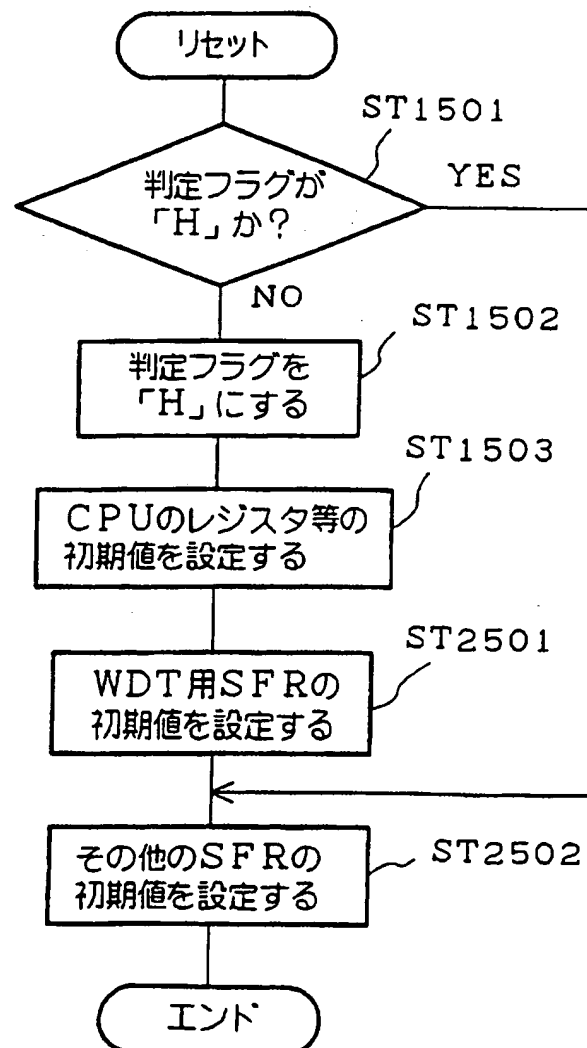 リセット
ST1501
判定フラグが
「H」か?
YES
NO
ST1502
判定フラグを
「H」にする
ST1503
CPUのレジスタ等の
初期値を設定する
ST2501
WDT用SFRの
初期値を設定する
ST2502
その他のSFRの
初期値を設定する
エンド